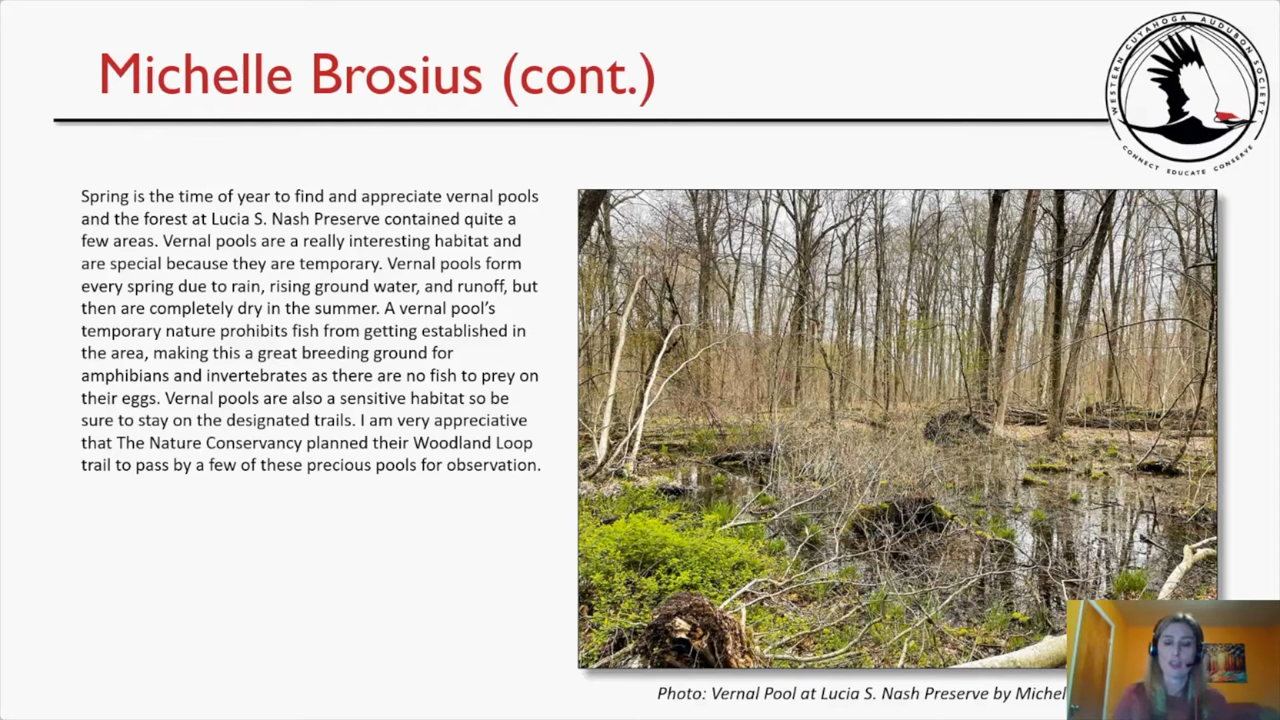 Michelle Brosius (cont.)
WESTERN CUYAHOGA AUDUBON SOCIETY
CONNECT EDUCATE CONSERVE
Spring is the time of year to find and appreciate vernal pools
and the forest at Lucia S. Nash Preserve contained quite a
few areas. Vernal pools are a really interesting habitat and
are special because they are temporary. Vernal pools form
every spring due to rain, rising ground water, and runoff, but
then are completely dry in the summer. A vernal pool’s
temporary nature prohibits fish from getting established in
the area, making this a great breeding ground for
amphibians and invertebrates as there are no fish to prey on
their eggs. Vernal pools are also a sensitive habitat so be
sure to stay on the designated trails. I am very appreciative
that The Nature Conservancy planned their Woodland Loop
trail to pass by a few of these precious pools for observation.
Photo: Vernal Pool at Lucia S. Nash Preserve by Michel